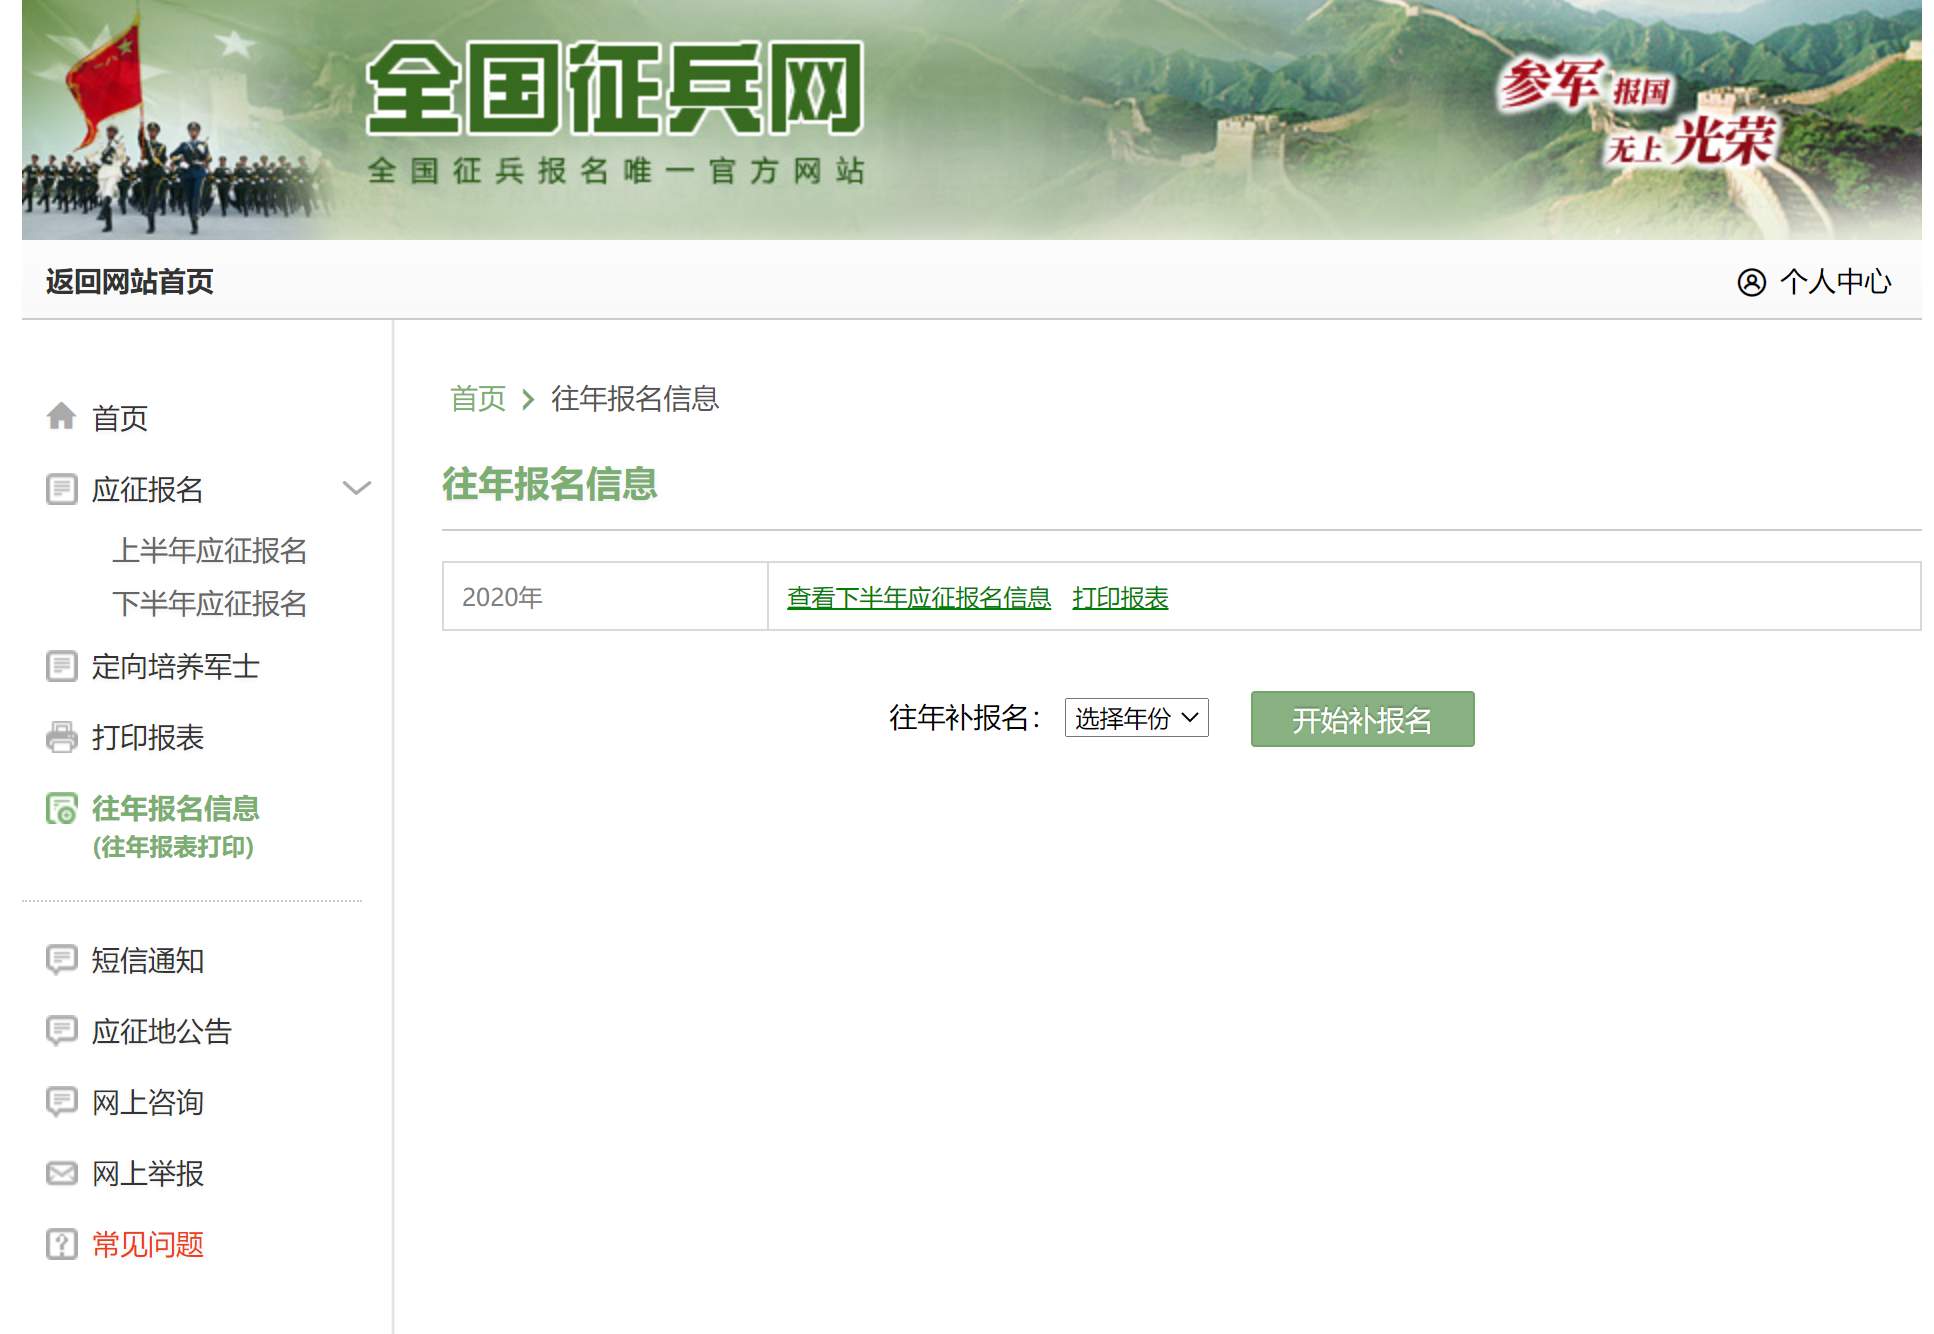 全国征兵网
全国征兵报名唯一官方网站
参军 报国
无上 光荣
返回网站首页
个人中心
首页
应征报名
上半年应征报名
下半年应征报名
定向培养军士
打印报表
往年报名信息
(往年报表打印)
短信通知
应征地公告
网上咨询
网上举报
常见问题
首页 > 往年报名信息
往年报名信息
2020年 查看下半年应征报名信息 打印报表
往年补报名： 选择年份 开始补报名